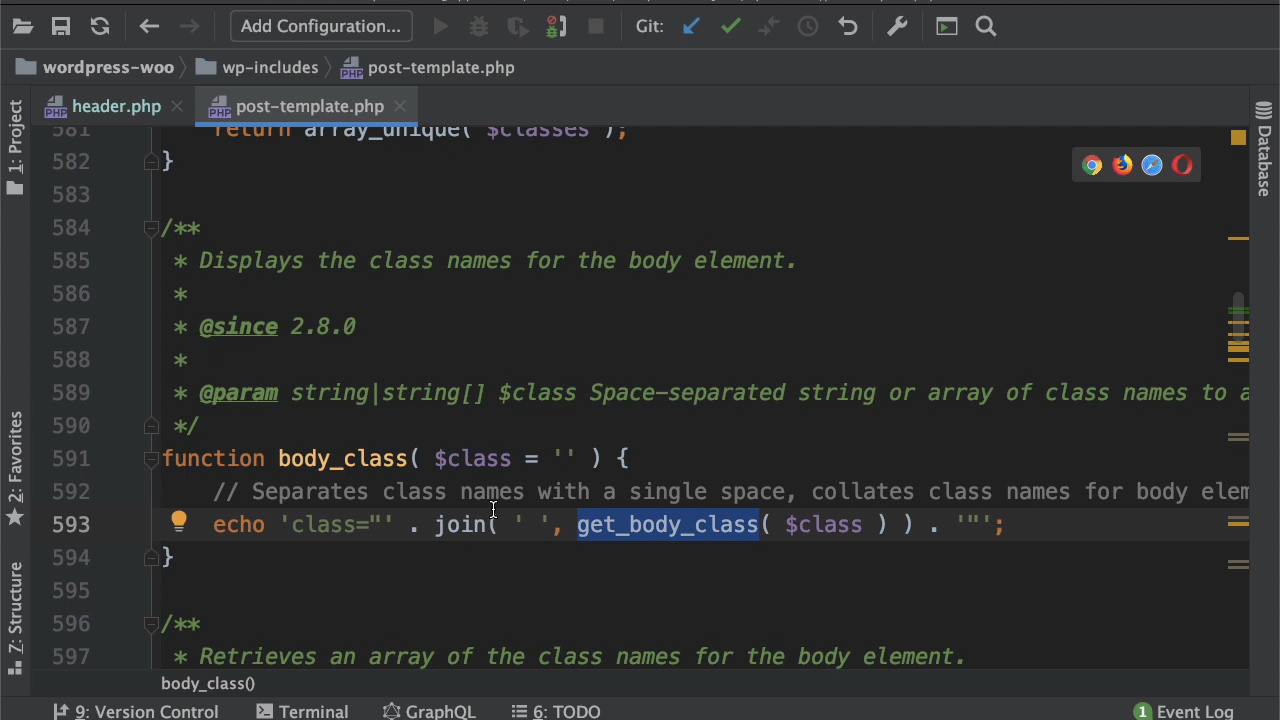 Add Configuration...
Git:
wordpress-woo
wp-includes
post-template.php
header.php
post-template.php
1: Project
2: Favorites
7: Structure
Database
581 return array_unique( $classes );
582 }
583
584 /**
585 * Displays the class names for the body element.
586 *
587 * @since 2.8.0
588 *
589 * @param string|string[] $class Space-separated string or array of class names to a
590 */
591 function body_class( $class = '' ) {
592 // Separates class names with a single space, collates class names for body elem
593 echo 'class="' . join( ' ', get_body_class( $class ) ) . '"';
594 }
595
596 /**
597 * Retrieves an array of the class names for the body element.
body_class()
9: Version Control
Terminal
GraphQL
6: TODO
1 Event Log